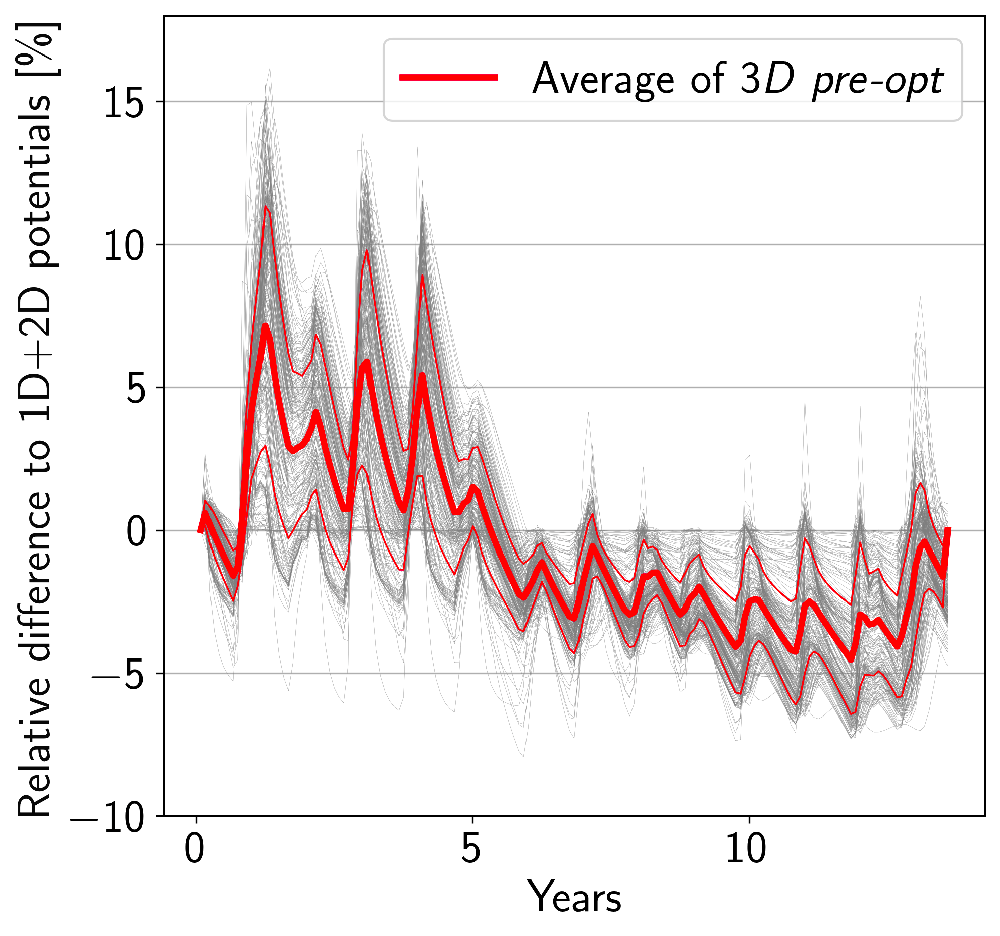 Relative difference to 1D+2D potentials [%]
Average of 3D pre-opt
15
10
5
0
−5
−10
0 5 10
Years